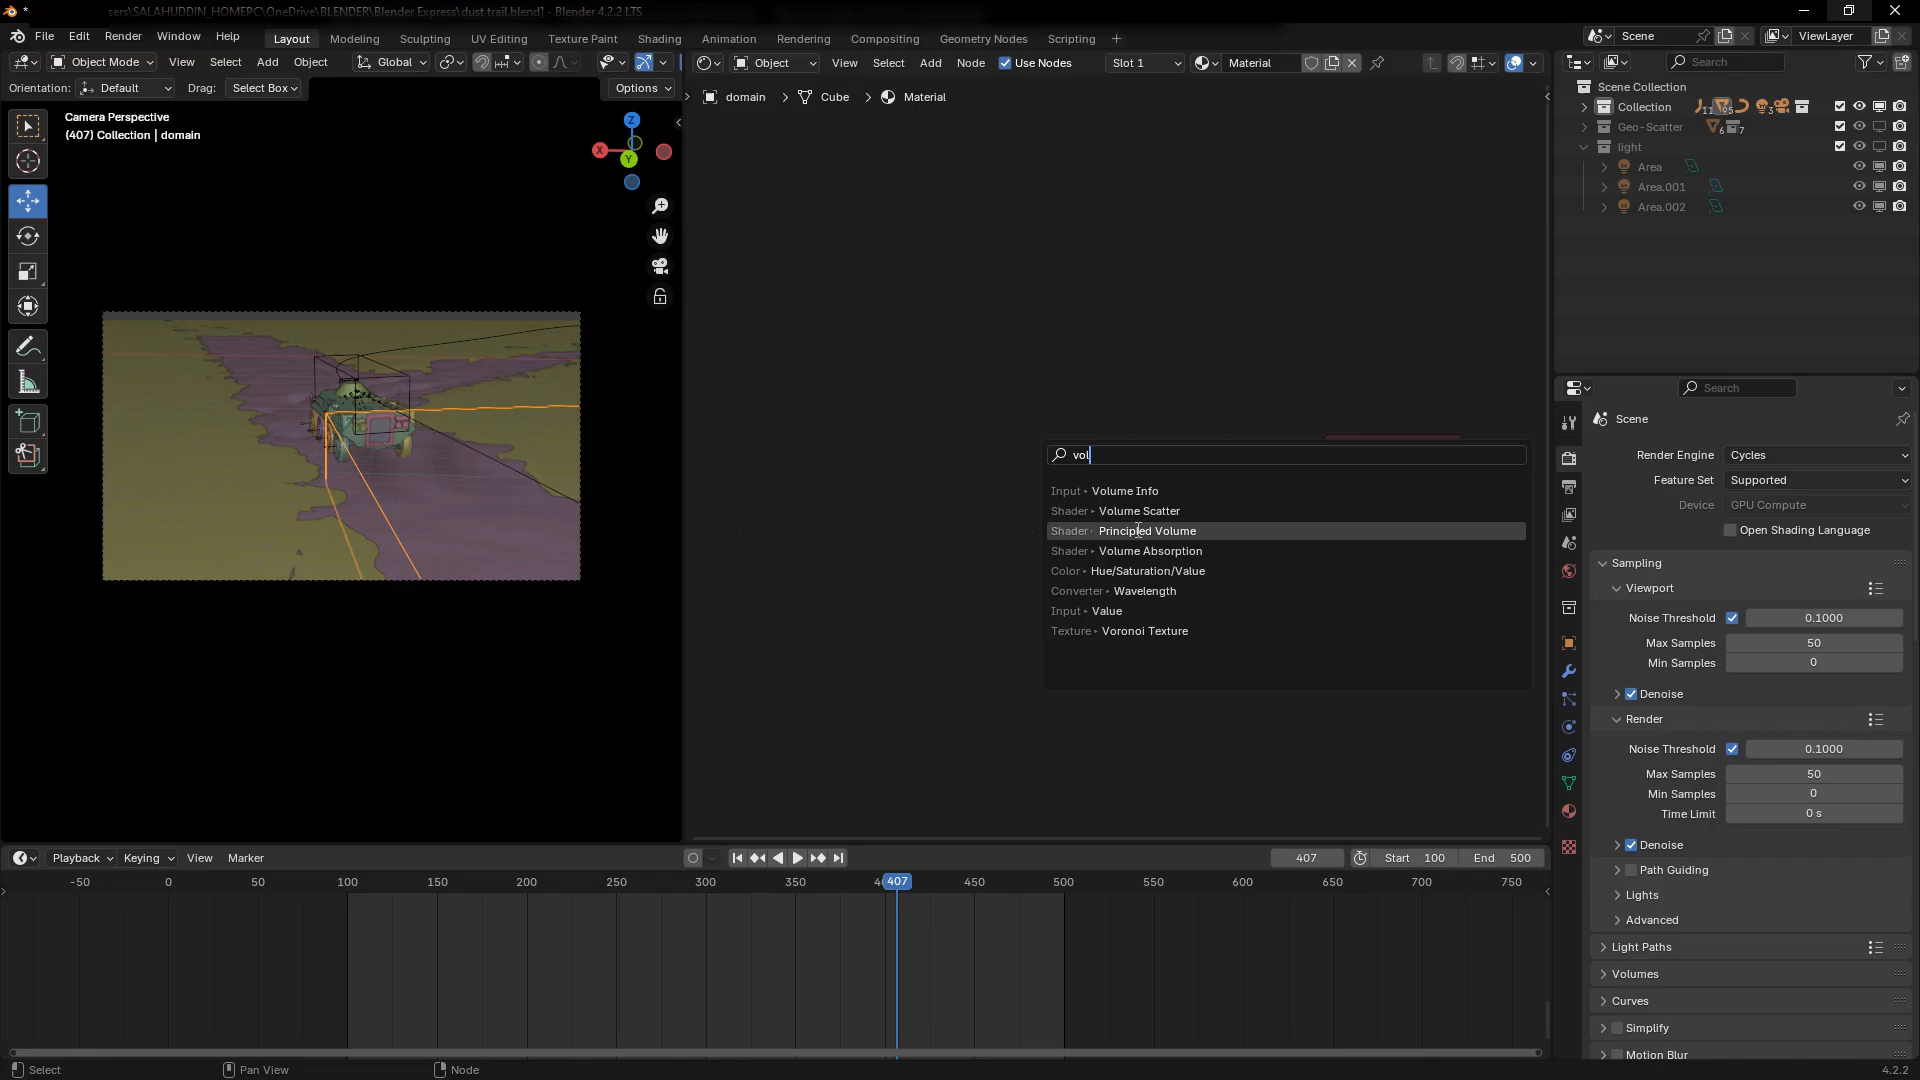 sers\SALAHUDDIN_HOMEPC\OneDrive\BLENDER\Blender Express\dust trail.blend] - Blender 4.2.2 LTS
File Edit Render Window Help
Layout Modeling Sculpting UV Editing Texture Paint Shading Animation Rendering Compositing Geometry Nodes Scripting
Scene ViewLayer
Object Mode View Select Add Object Global
Object View Select Add Node Use Nodes Slot 1 Material
Search
Orientation: Default Drag: Select Box Options
domain > Cube > Material
Scene Collection
Collection 11 95 3
Geo-Scatter 6 7
light
Area
Area.001
Area.002
Camera Perspective
(407) Collection | domain
Z
X
Y
vol
Input Volume Info
Shader Volume Scatter
Shader Principled Volume
Shader Volume Absorption
Color Hue/Saturation/Value
Converter Wavelength
Input Value
Texture Voronoi Texture
Search
Scene
Render Engine Cycles
Feature Set Supported
Device GPU Compute
Open Shading Language
Sampling
Viewport
Noise Threshold 0.1000
Max Samples 50
Min Samples 0
Denoise
Render
Noise Threshold 0.1000
Max Samples 50
Min Samples 0
Time Limit 0 s
Denoise
Path Guiding
Lights
Advanced
Light Paths
Volumes
Curves
Simplify
Motion Blur
Playback Keying View Marker
407 Start 100 End 500
-50 0 50 100 150 200 250 300 350 4 407 450 500 550 600 650 700 750
Select Pan View Node 4.2.2